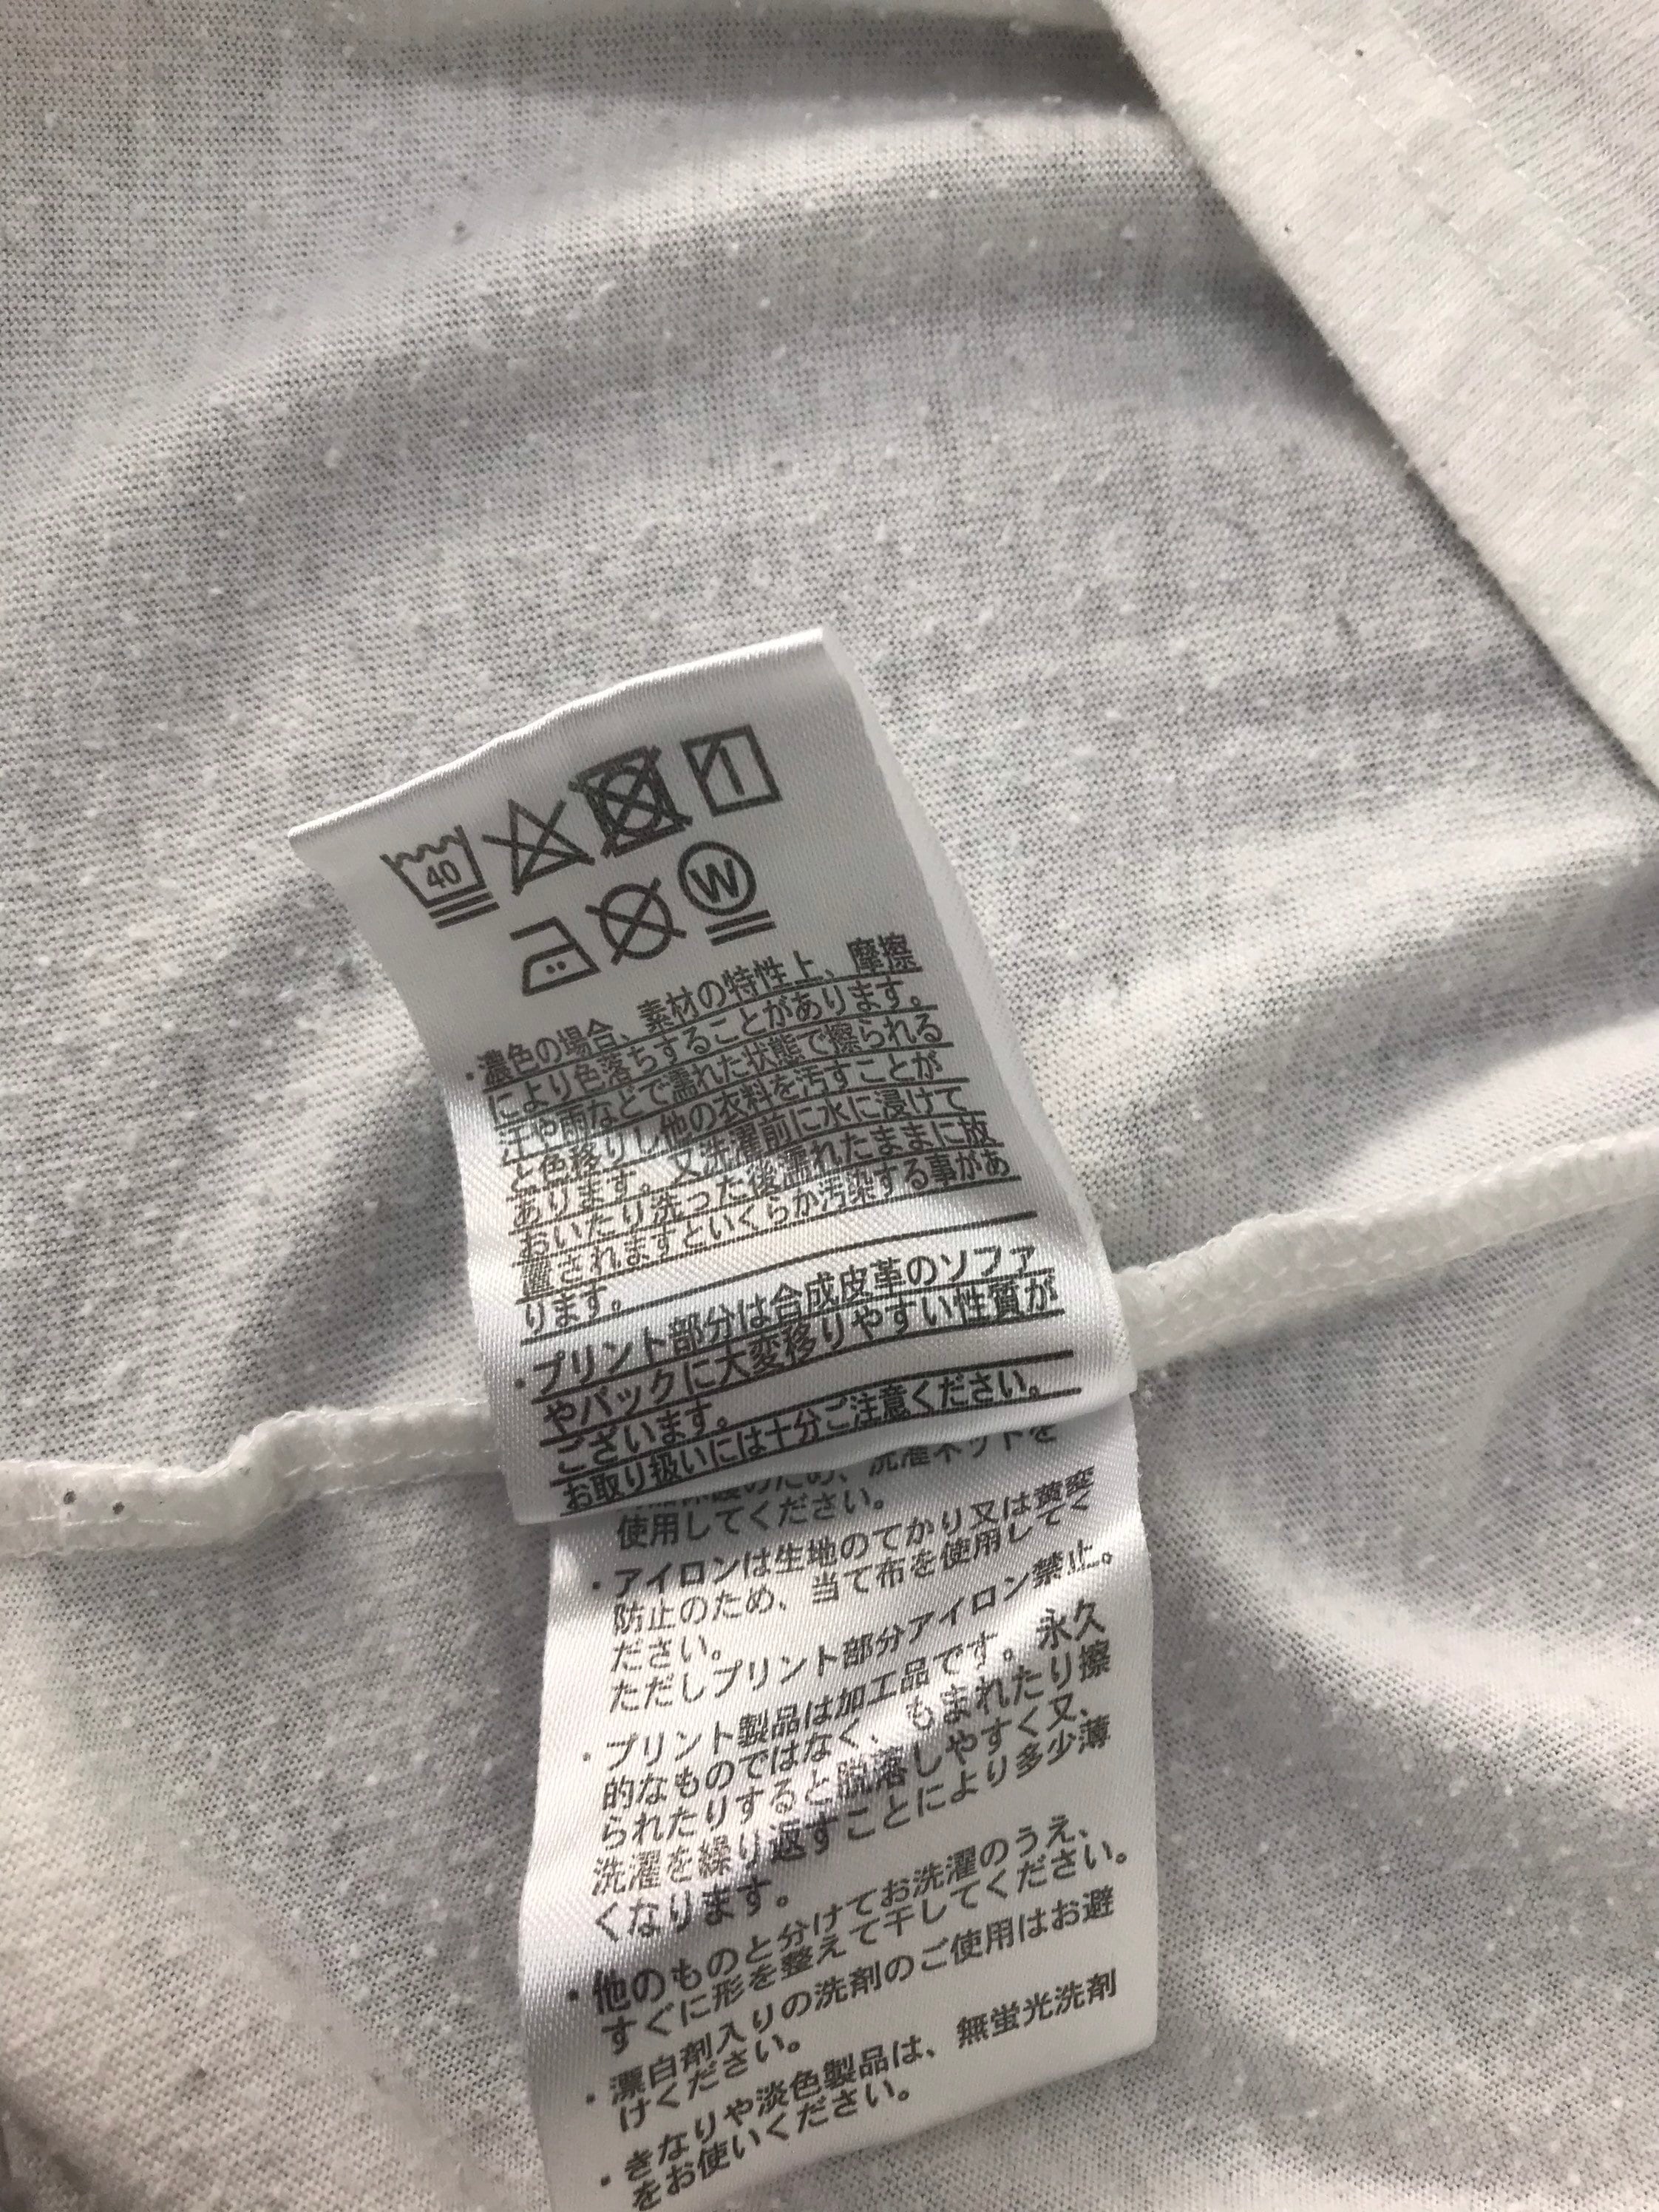 40
W
・濃色の場合、素材の特性上、摩擦
により色落ちすることがあります。
汗や雨などで濡れた状態で擦られる
と色移りし他の衣料を汚すことが
あります。又洗濯前に水に浸けて
おいたり洗った後濡れたままに放
置されますといくらか汚染する事があ
ります。
・プリント部分は合成皮革のソファ
やバックに大変移りやすい性質が
ございます。
お取り扱いには十分ご注意ください。
保護のため、洗濯ネットを
使用してください。
・アイロンは生地のてかり又は黄変
防止のため、当て布を使用してく
ださい。
ただしプリント部分アイロン禁止。
・プリント製品は加工品です。永久
的なものではなく、もまれたり擦
られたりすると脱落しやすく又、
洗濯を繰り返すことにより多少薄
くなります。
・他のものと分けてお洗濯のうえ、
すぐに形を整えて干してください。
・漂白剤入りの洗剤のご使用はお避
けください。
・きなりや淡色製品は、無蛍光洗剤
をお使いください。